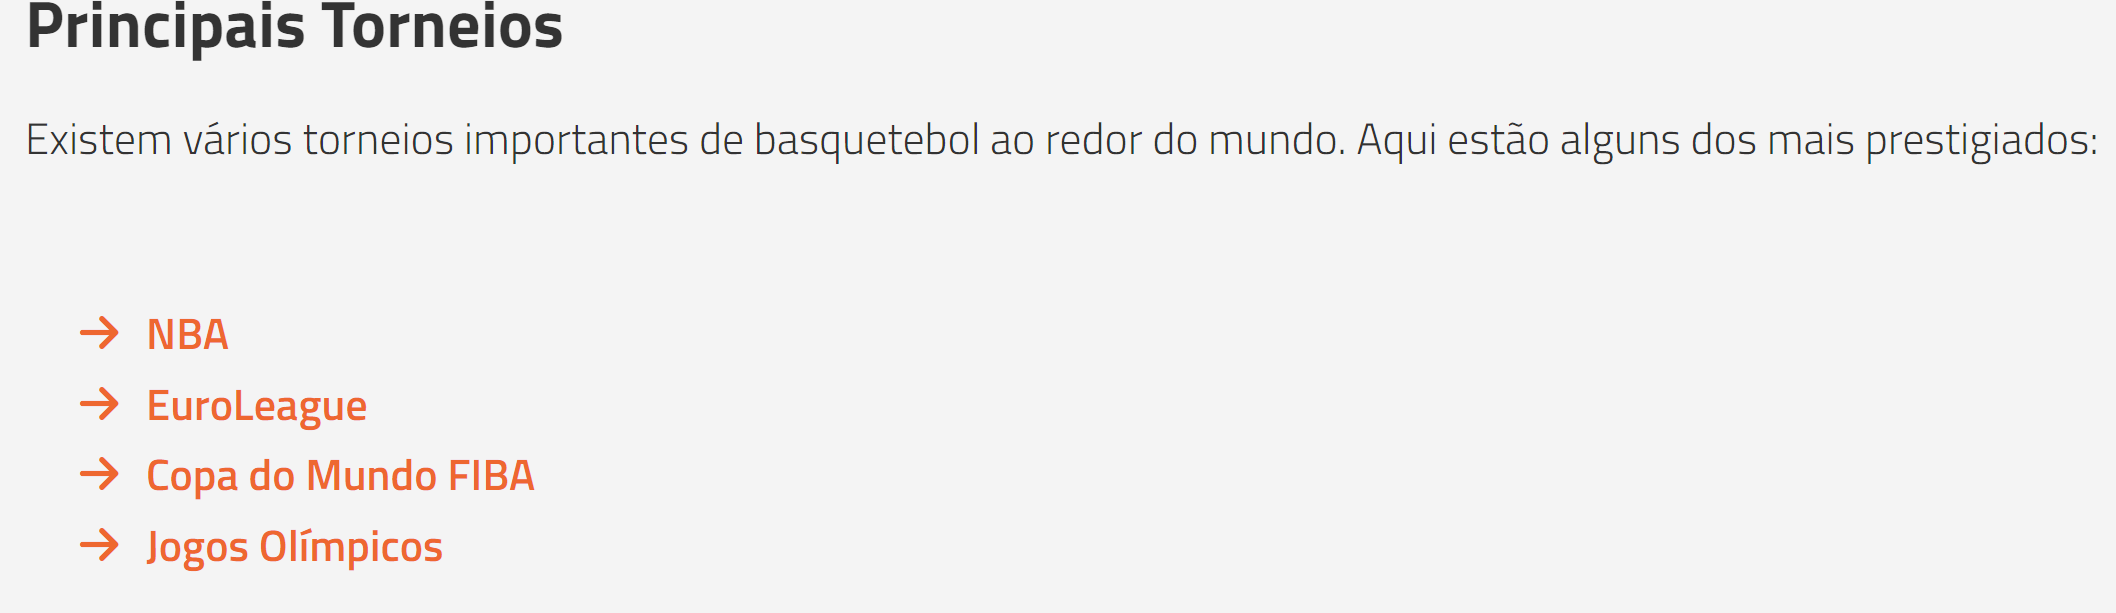 Principais Torneios
Existem vários torneios importantes de basquetebol ao redor do mundo. Aqui estão alguns dos mais prestigiados:
→ NBA
→ EuroLeague
→ Copa do Mundo FIBA
→ Jogos Olímpicos